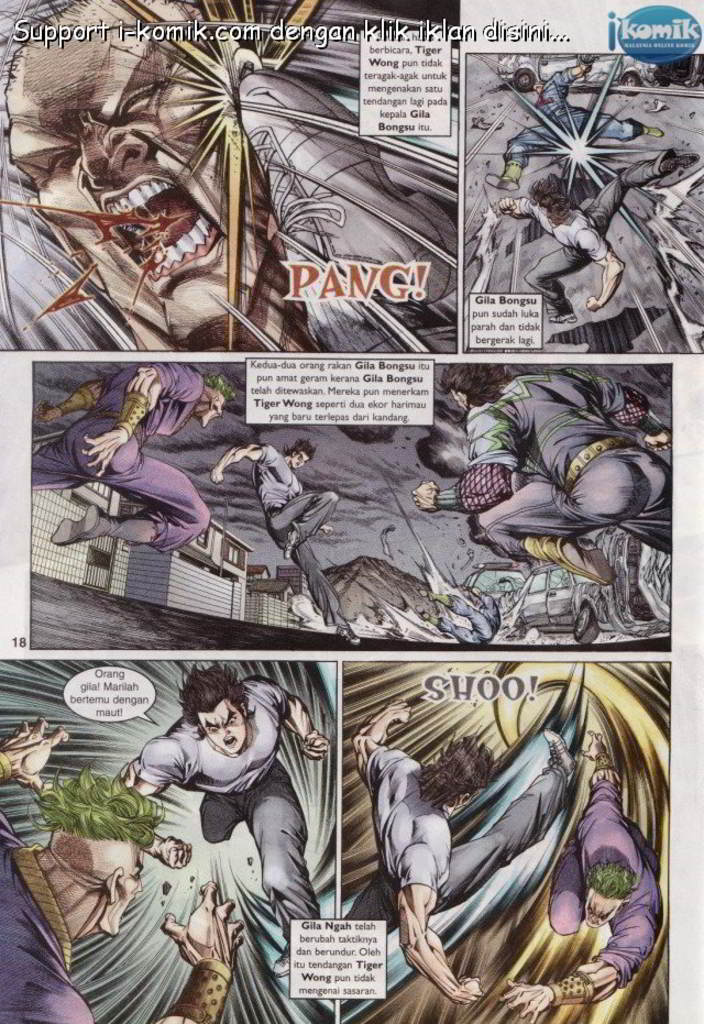 Support i-komik.com dengan klik iklan disini...
ikomik
MALAYSIA ONLINE KOMIK
berbicara, Tiger
Wong pun tidak
teragak-agak untuk
mengenakan satu
tendangan lagi pada
kepala Gila
Bongsu itu.
PANG!
Gila Bongsu
pun sudah luka
parah dan tidak
bergerak lagi.
Kedua-dua orang rakan Gila Bongsu itu
pun amat geram kerana Gila Bongsu
telah ditewaskan. Mereka pun menerkam
Tiger Wong seperti dua ekor harimau
yang baru terlepas dari kandang.
18
Orang
gila! Marilah
bertemu dengan
maut!
SHOO!
Gila Ngah telah
berubah taktiknya
dan berundur. Oleh
itu tendangan Tiger
Wong pun tidak
mengenai sasaran.